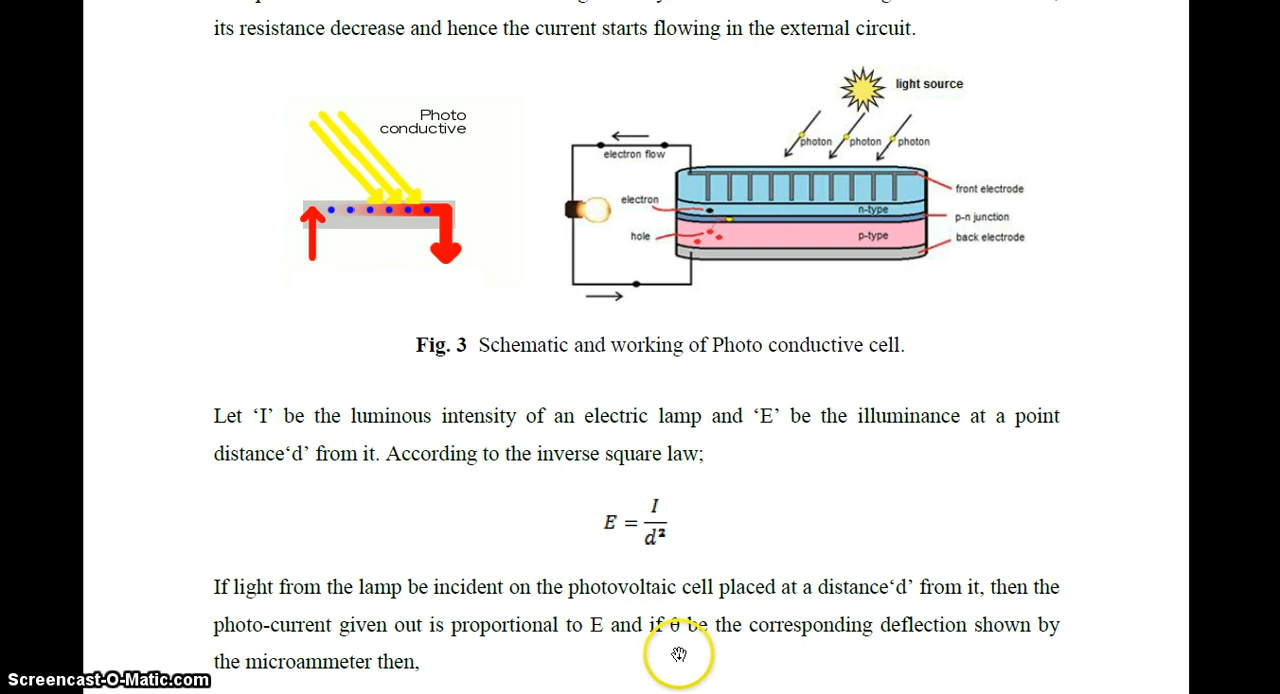 its resistance decrease and hence the current starts flowing in the external circuit.
Photo
conductive
light source
photon photon photon
electron flow
front electrode
electron
n-type
p-n junction
hole
p-type
back electrode
Fig. 3 Schematic and working of Photo conductive cell.
Let ‘I’ be the luminous intensity of an electric lamp and ‘E’ be the illuminance at a point
distance‘d’ from it. According to the inverse square law;
E = I / d²
If light from the lamp be incident on the photovoltaic cell placed at a distance‘d’ from it, then the
photo-current given out is proportional to E and if θ be the corresponding deflection shown by
the microammeter then,
Screencast-O-Matic.com